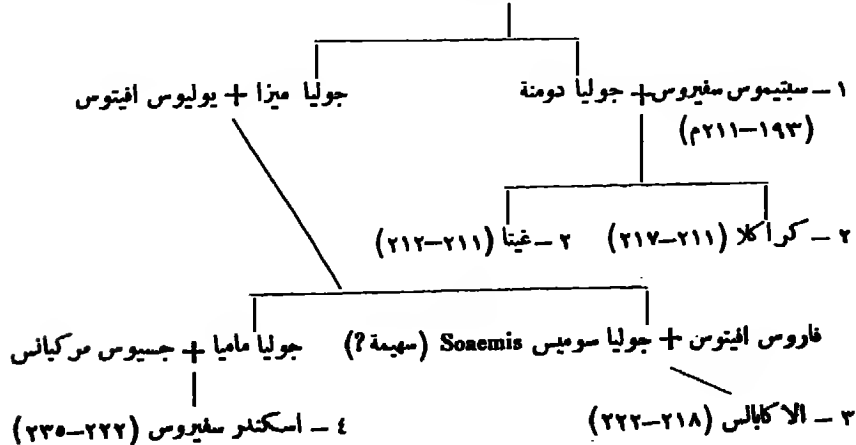 ١ – سبتيموس سفيروس + جوليا دومنة
جوليا ميزا + يوليوس افيتوس
(١٩٣–٢١١م)
٢ – كراكلا (٢١١–٢١٧)
٢ – غيتا (٢١١–٢١٢)
فاروس افيتوس + جوليا سوميس Soaemis (سهيمة ؟)
جوليا ماميا + جسيوس مركيانس
٣ – الاكابالس (٢١٨–٢٢٢)
٤ – اسكندر سفيروس (٢٢٢–٢٣٥)